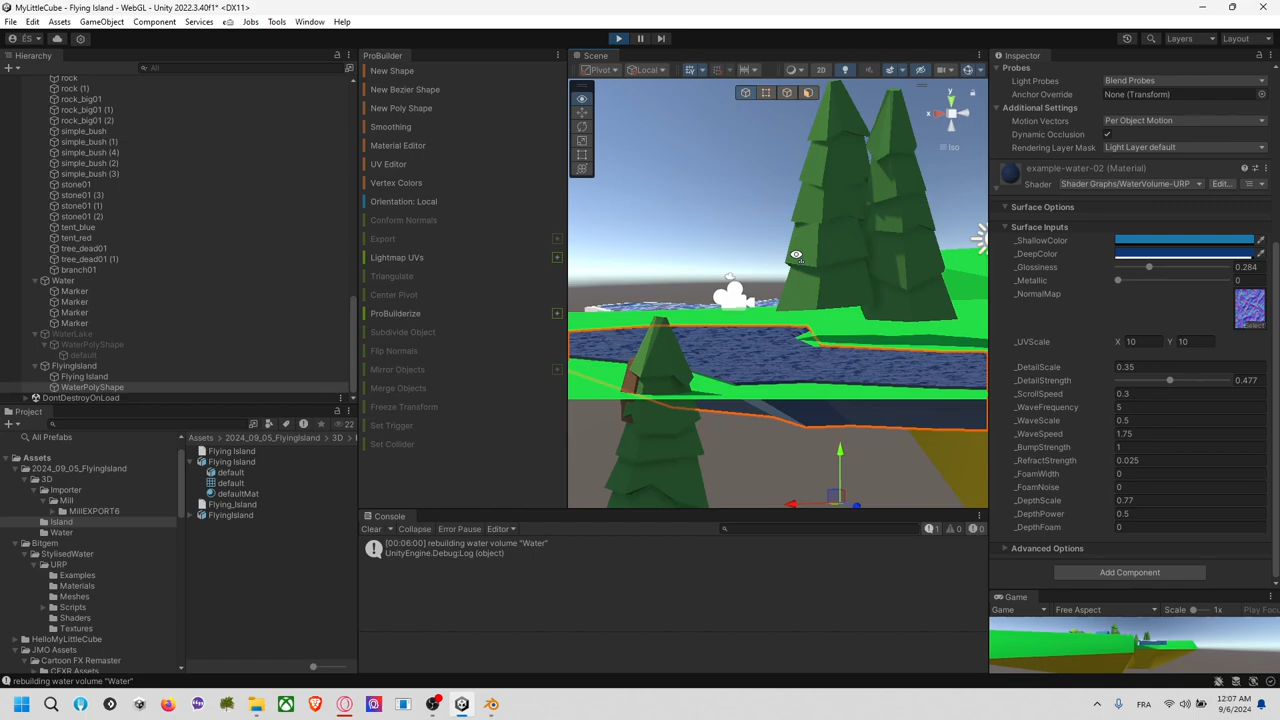 MyLittleCube - Flying Island - WebGL - Unity 2022.3.40f1* <DX11>
File Edit Assets GameObject Component Services Jobs Tools Window Help
ÉS
Layers
Layout
Hierarchy
All
rock
rock (1)
rock_big01
rock_big01 (1)
rock_big01 (2)
simple_bush
simple_bush (1)
simple_bush (4)
simple_bush (2)
simple_bush (3)
stone01
stone01 (3)
stone01 (1)
stone01 (2)
tent_blue
tent_red
tree_dead01
tree_dead01 (1)
branch01
Water
Marker
Marker
Marker
Marker
WaterLake
WaterPolyShape
default
FlyingIsland
Flying Island
WaterPolyShape
DontDestroyOnLoad
ProBuilder
New Shape
New Bezier Shape
New Poly Shape
Smoothing
Material Editor
UV Editor
Vertex Colors
Orientation: Local
Conform Normals
Export
Lightmap UVs
Triangulate
Center Pivot
ProBuilderize
Subdivide Object
Flip Normals
Mirror Objects
Merge Objects
Freeze Transform
Set Trigger
Set Collider
Scene
Pivot
Local
2D
y
x
Iso
Inspector
Probes
Light Probes Blend Probes
Anchor Override None (Transform)
Additional Settings
Motion Vectors Per Object Motion
Dynamic Occlusion
Rendering Layer Mask Light Layer default
example-water-02 (Material)
Shader Shader Graphs/WaterVolume-URP Edit...
Surface Options
Surface Inputs
_ShallowColor
_DeepColor
_Glossiness 0.284
_Metallic 0
_NormalMap
Select
_UVScale X 10 Y 10
_DetailScale 0.35
_DetailStrength 0.477
_ScrollSpeed 0.3
_WaveFrequency 5
_WaveScale 0.5
_WaveSpeed 1.75
_BumpStrength 1
_RefractStrength 0.025
_FoamWidth 0
_FoamNoise 0
_DepthScale 0.77
_DepthPower 0.5
_DepthFoam 0
Advanced Options
Add Component
Game
Game Free Aspect Scale 1x Play Foc
Project
22
All Prefabs
Assets
2024_09_05_FlyingIsland
3D
Importer
Mill
MillEXPORT6
Island
Water
Bitgem
StylisedWater
URP
Examples
Materials
Meshes
Scripts
Shaders
Textures
HelloMyLittleCube
JMO Assets
Cartoon FX Remaster
CFXR Assets
Assets > 2024_09_05_FlyingIsland > 3D >
Flying Island
Flying Island
default
default
defaultMat
Flying_Island
FlyingIsland
Console
Clear Collapse Error Pause Editor
1 0 0
[00:06:00] rebuilding water volume "Water"
UnityEngine.Debug:Log (object)
rebuilding water volume "Water"
FRA
12:07 AM
9/6/2024